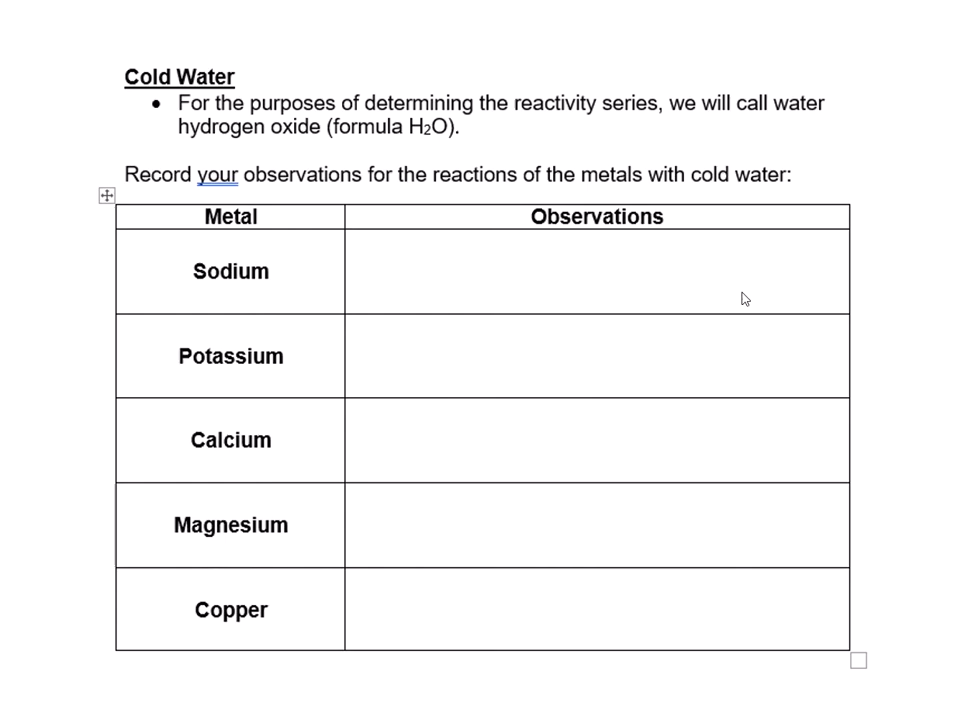 Cold Water
• For the purposes of determining the reactivity series, we will call water
hydrogen oxide (formula H₂O).
Record your observations for the reactions of the metals with cold water:
Metal Observations
Sodium
Potassium
Calcium
Magnesium
Copper